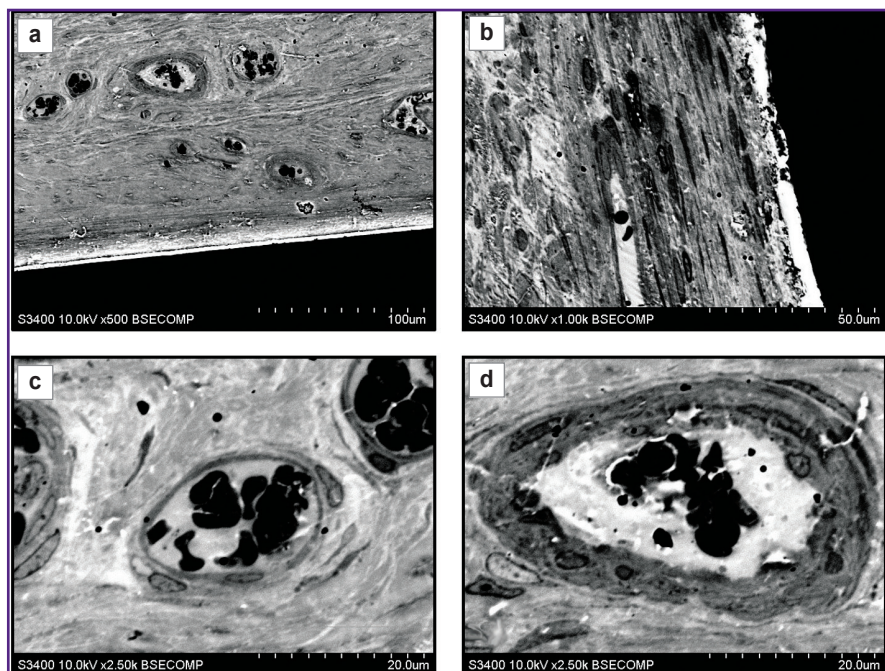 a
b
S3400 10.0kV x500 BSECOMP 100um
S3400 10.0kV x1.00k BSECOMP 50.0um
c
d
S3400 10.0kV x2.50k BSECOMP 20.0um
S3400 10.0kV x2.50k BSECOMP 20.0um